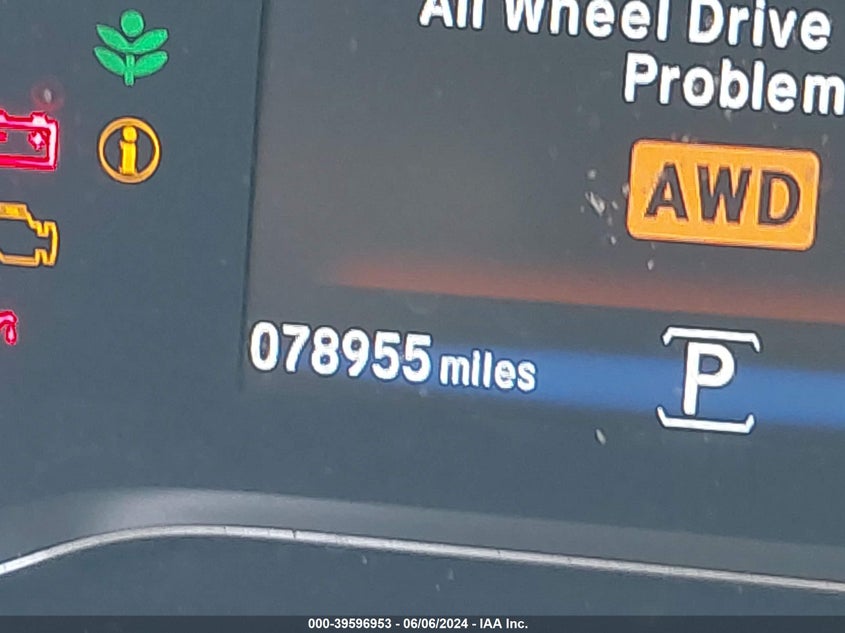 All Wheel Drive
Problem
AWD
078955 miles
P
000-39596953 - 06/06/2024 - IAA Inc.